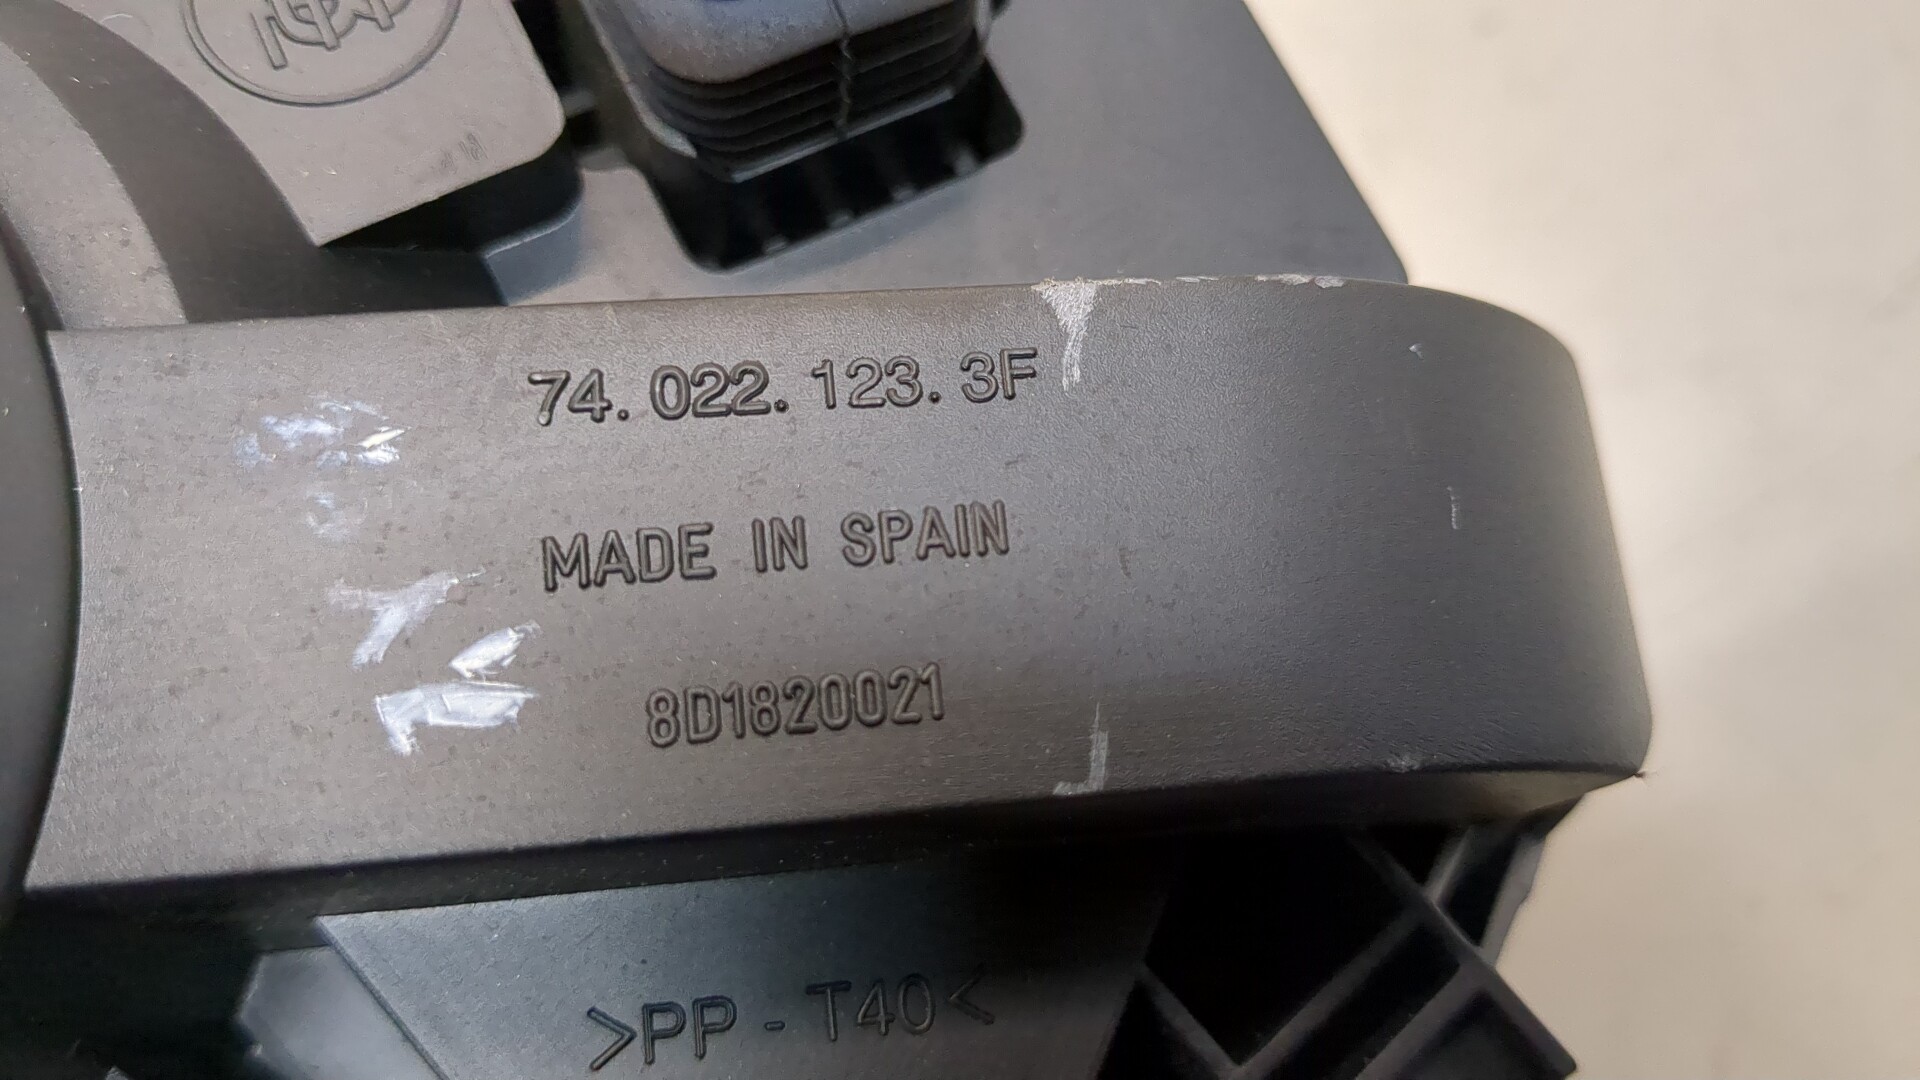 74. 022. 123. 3F
MADE IN SPAIN
8D1820021
>PP - T40<